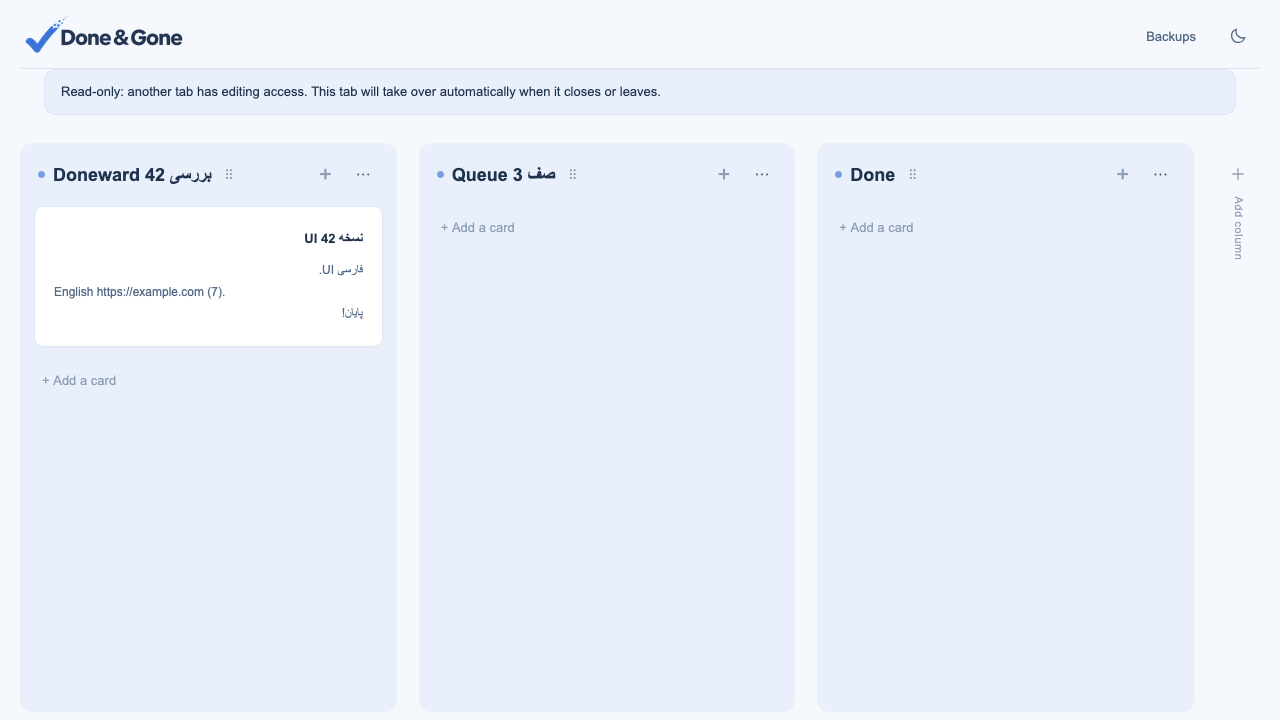 Done & Gone
Backups
Read-only: another tab has editing access. This tab will take over automatically when it closes or leaves.
Doneward 42 بررسی
نسخه UI 42
فارسی UI.
English https://example.com (7).
پایان!
+ Add a card
Queue 3 صف
+ Add a card
Done
+ Add a card
Add column